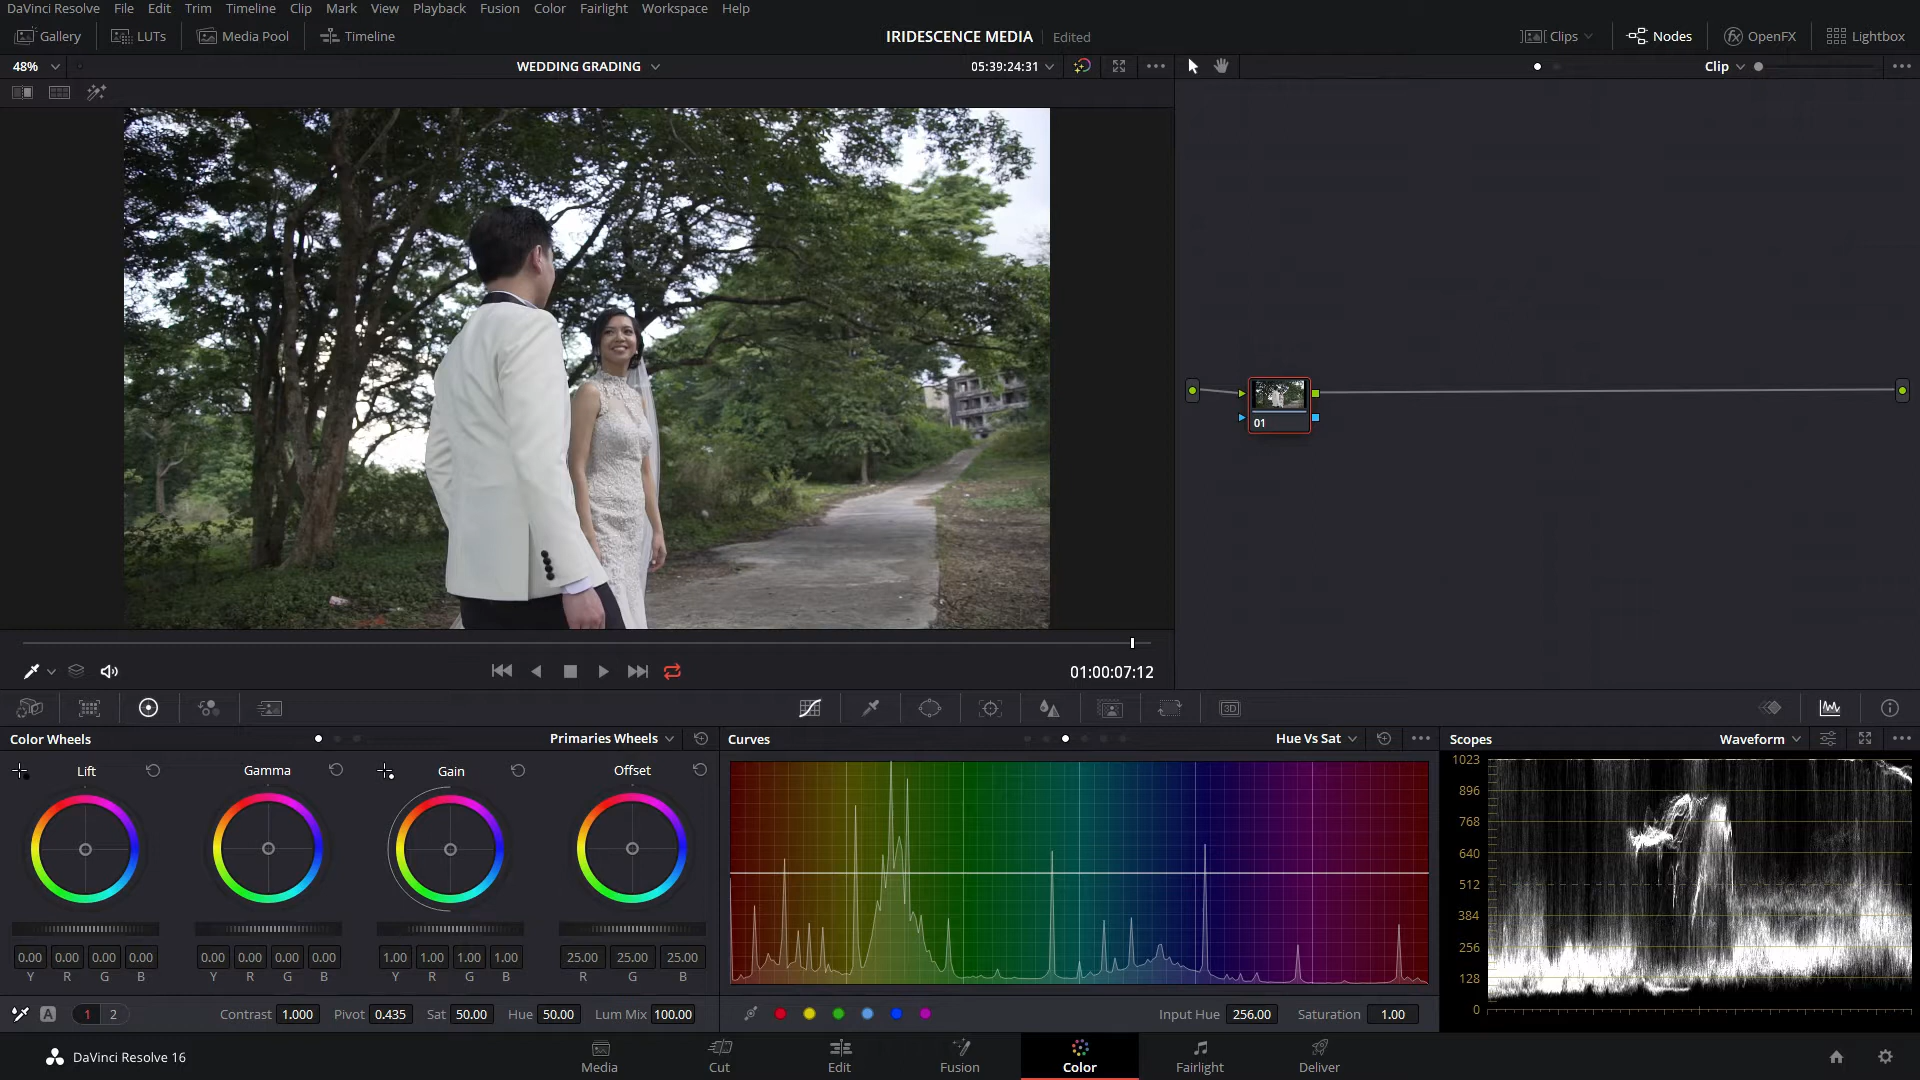 DaVinci Resolve File Edit Trim Timeline Clip Mark View Playback Fusion Color Fairlight Workspace Help
Gallery LUTs Media Pool Timeline IRIDESCENCE MEDIA Edited Clips Nodes OpenFX Lightbox
48% WEDDING GRADING 05:39:24:31 Clip
01
01:00:07:12
3D
Color Wheels Primaries Wheels Curves Hue Vs Sat Scopes Waveform
Lift Gamma Gain Offset
1023
896
768
640
512
384
256
128
0
0.00 0.00 0.00 0.00 0.00 0.00 0.00 0.00 1.00 1.00 1.00 1.00 25.00 25.00 25.00
Y R G B Y R G B Y R G B R G B
A 1 2 Contrast 1.000 Pivot 0.435 Sat 50.00 Hue 50.00 Lum Mix 100.00 Input Hue 256.00 Saturation 1.00
DaVinci Resolve 16 Media Cut Edit Fusion Color Fairlight Deliver